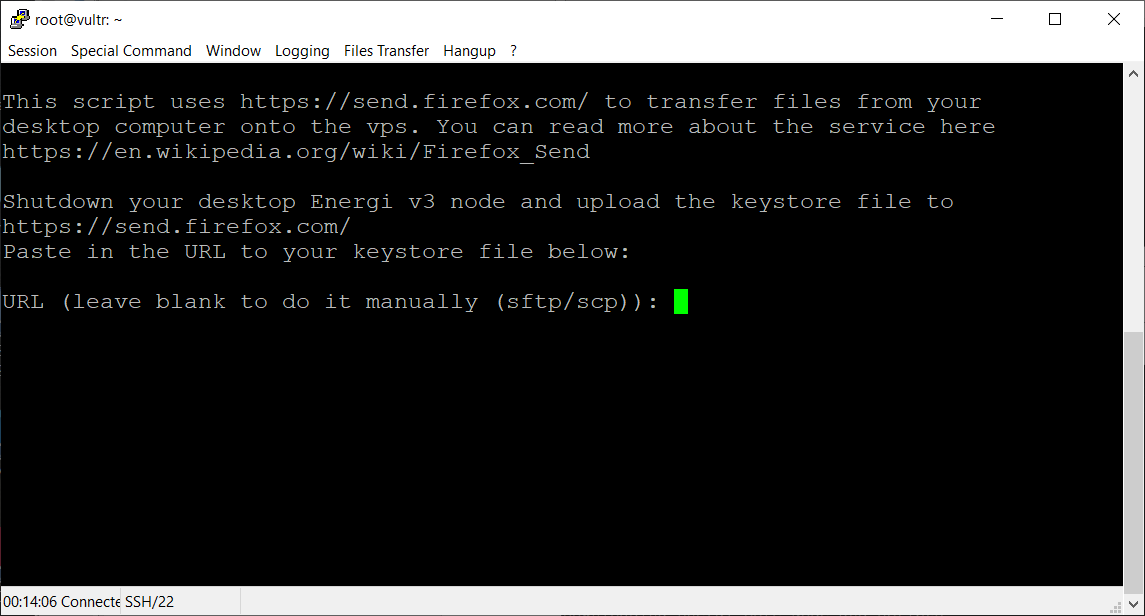 root@vultr: ~
Session Special Command Window Logging Files Transfer Hangup ?
This script uses https://send.firefox.com/ to transfer files from your
desktop computer onto the vps. You can read more about the service here
https://en.wikipedia.org/wiki/Firefox_Send
Shutdown your desktop Energi v3 node and upload the keystore file to
https://send.firefox.com/
Paste in the URL to your keystore file below:
URL (leave blank to do it manually (sftp/scp)):
00:14:06 Connecte SSH/22